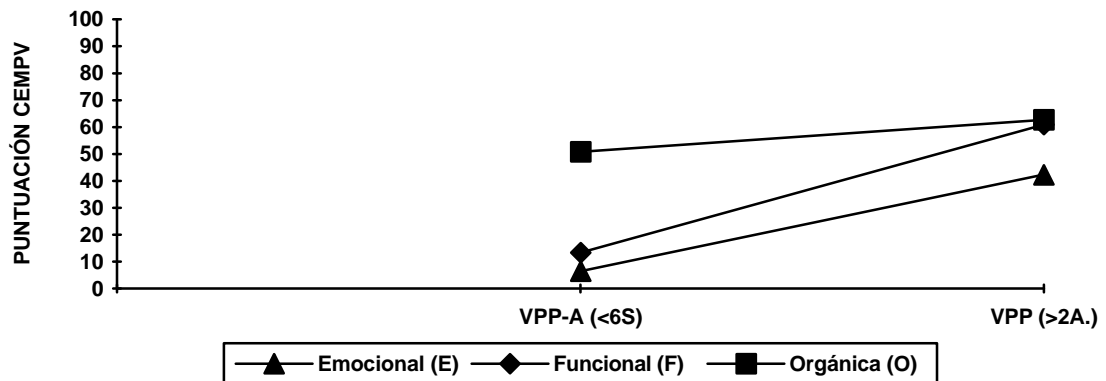 PUNTUACIÓN CEMPV
100
90
80
70
60
50
40
30
20
10
0
VPP-A (<6S)
VPP (>2A.)
Emocional (E)
Funcional (F)
Orgánica (O)